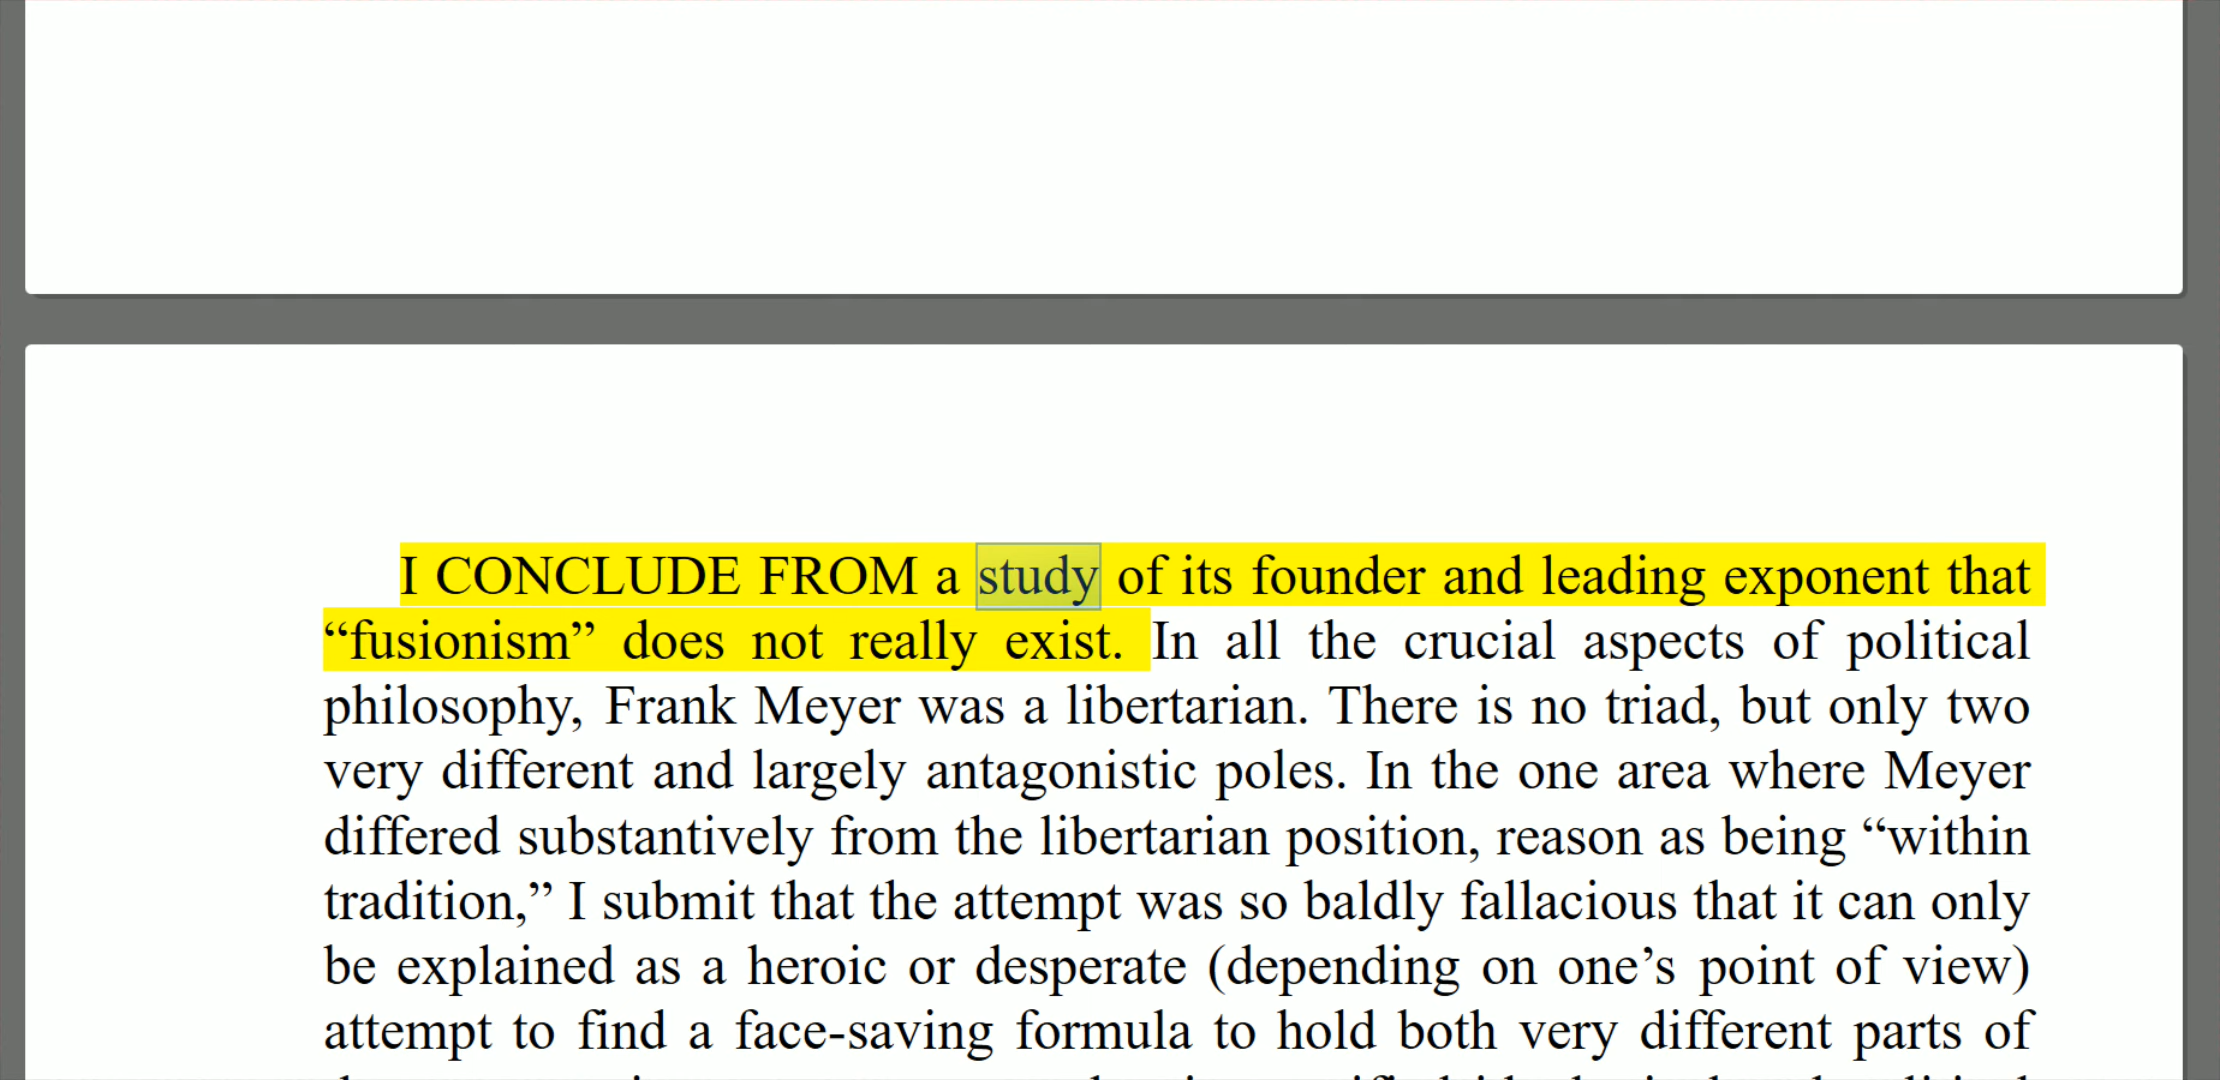 I CONCLUDE FROM a study of its founder and leading exponent that
“fusionism” does not really exist. In all the crucial aspects of political
philosophy, Frank Meyer was a libertarian. There is no triad, but only two
very different and largely antagonistic poles. In the one area where Meyer
differed substantively from the libertarian position, reason as being “within
tradition,” I submit that the attempt was so baldly fallacious that it can only
be explained as a heroic or desperate (depending on one’s point of view)
attempt to find a face-saving formula to hold both very different parts of